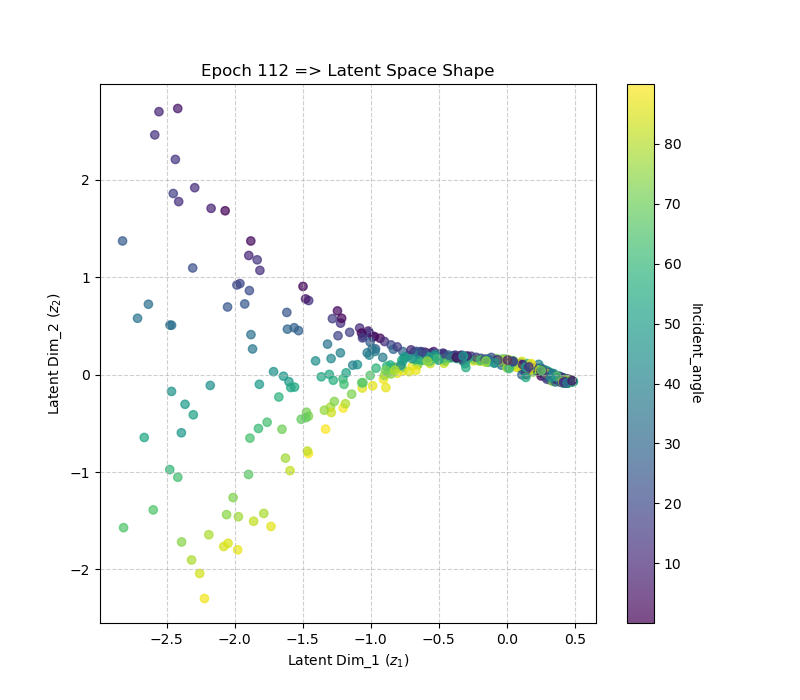 Epoch 112 => Latent Space Shape
2
1
0
−1
−2
Latent Dim_2 (z₂)
−2.5 −2.0 −1.5 −1.0 −0.5 0.0 0.5
Latent Dim_1 (z₁)
80
70
60
50
40
30
20
10
Incident_angle